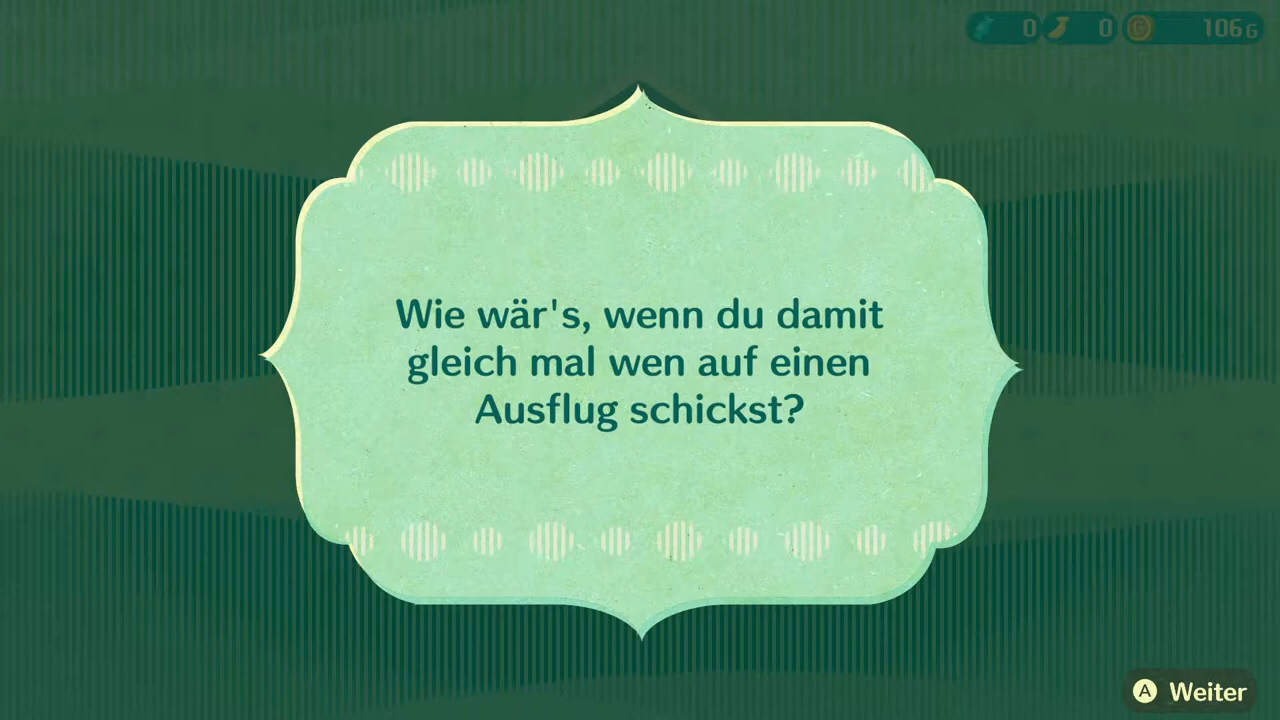 0 0 106G
Wie wär's, wenn du damit
gleich mal wen auf einen
Ausflug schickst?
A Weiter